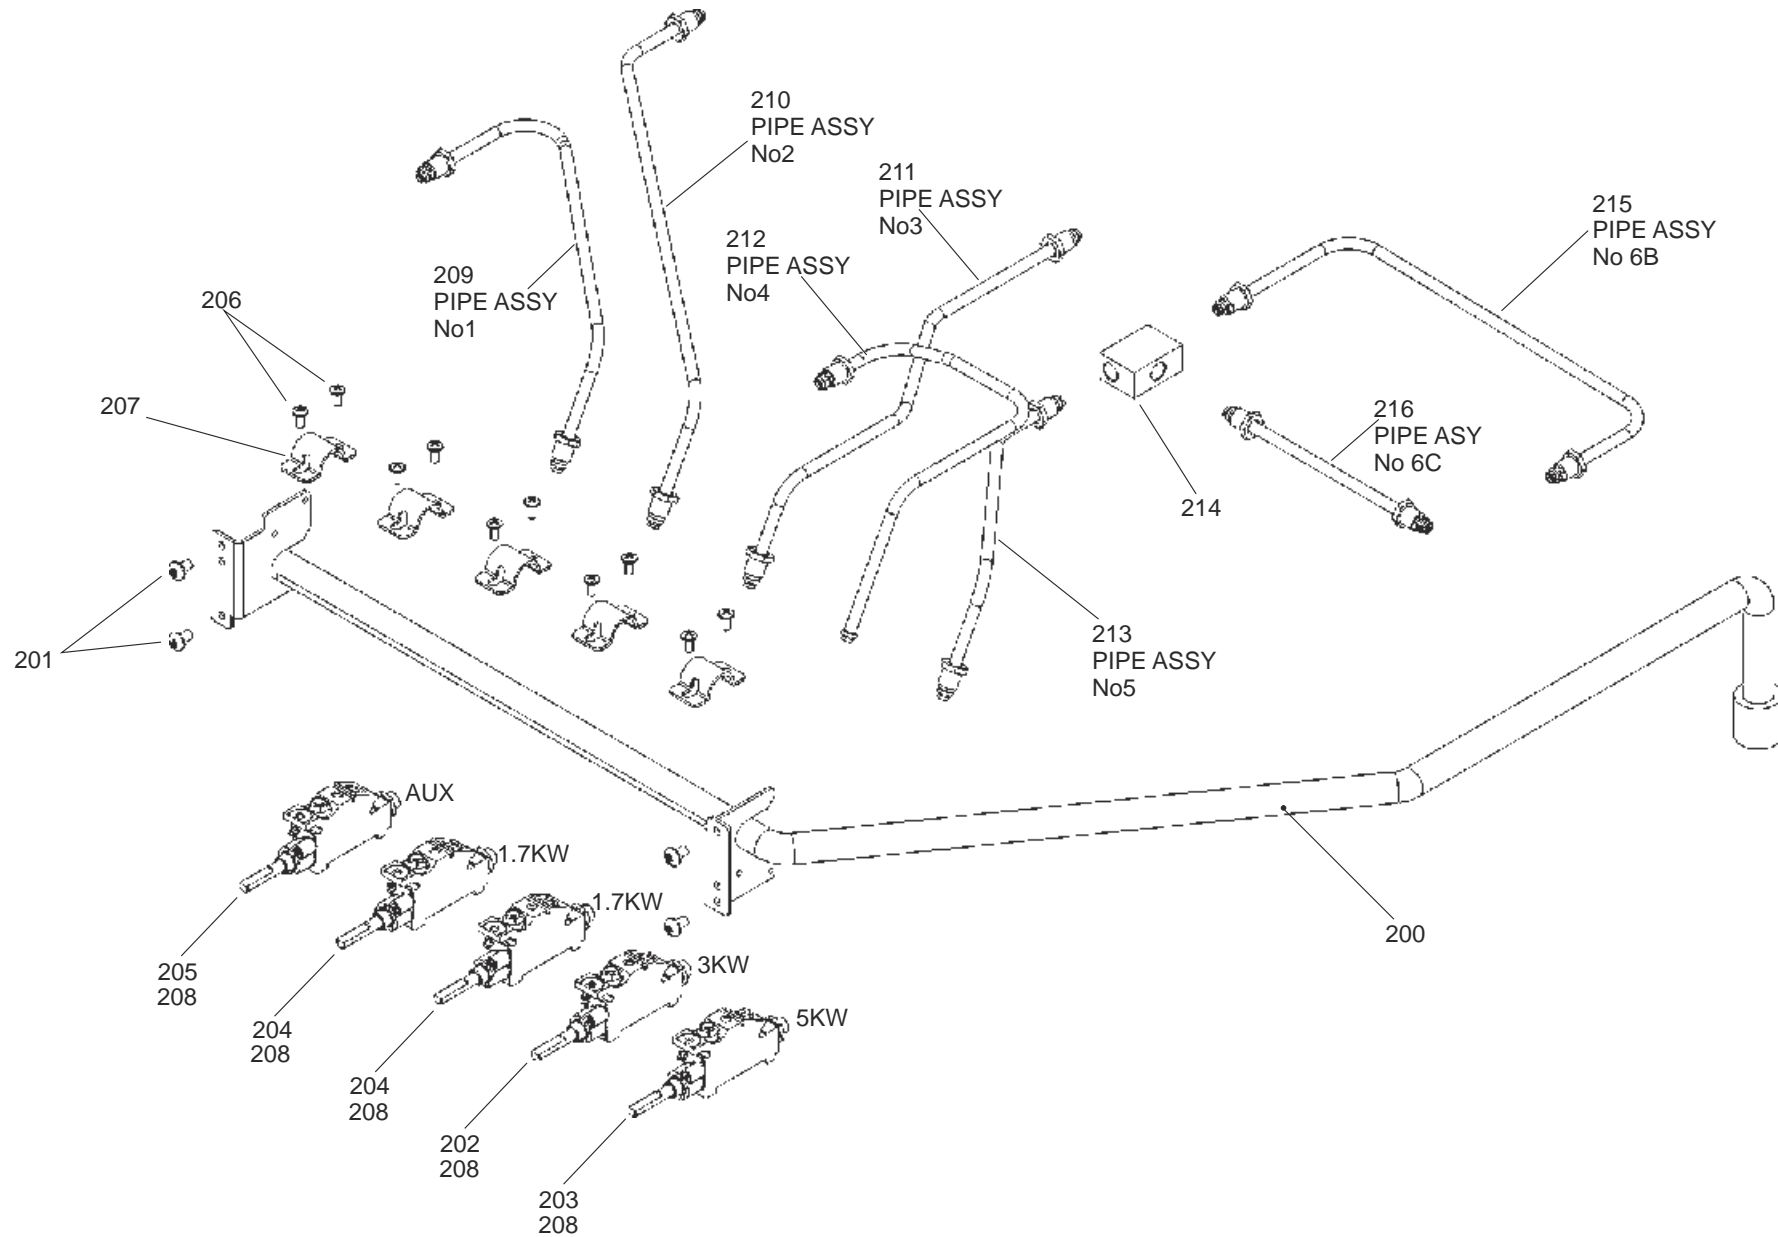 210
PIPE ASSY
No2
211
PIPE ASSY
No3
215
PIPE ASSY
No 6B
212
PIPE ASSY
No4
209
PIPE ASSY
No1
206
207
216
PIPE ASY
No 6C
214
213
PIPE ASSY
No5
201
AUX
1.7KW
1.7KW
200
3KW
205
208
5KW
204
208
204
208
202
208
203
208